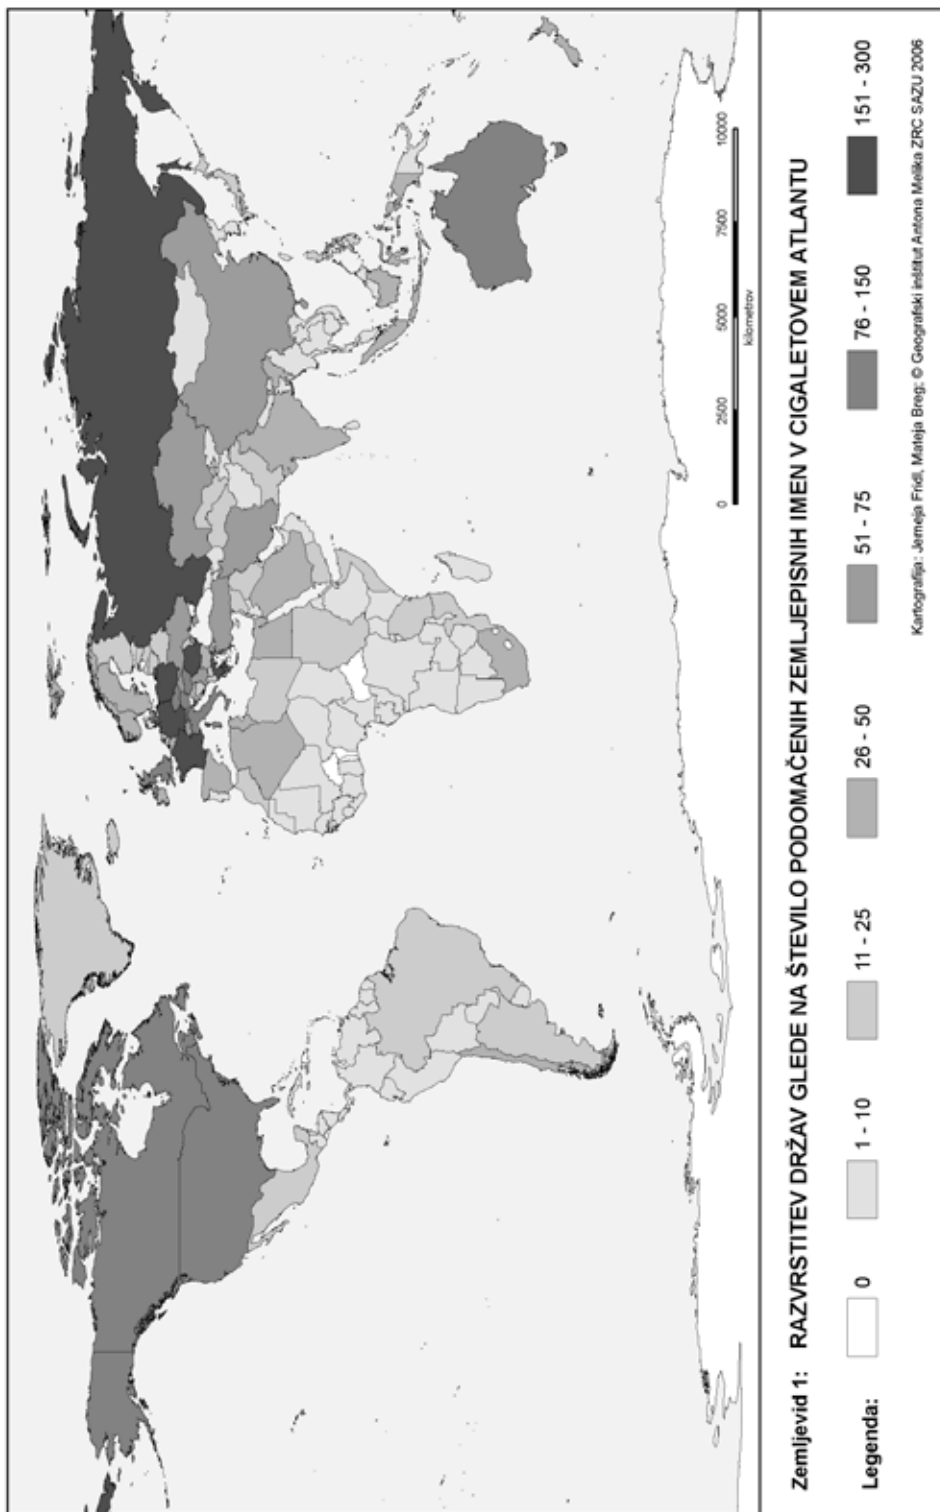 0 2500 5000 7500 10000
kilometrov
Zemljevid 1: RAZVRSTITEV DRŽAV GLEDE NA ŠTEVILO PODOMAČENIH ZEMLJEPISNIH IMEN V CIGALETOVEM ATLANTU
Legenda: 0 1 - 10 11 - 25 26 - 50 51 - 75 76 - 150 151 - 300
Kartografija: Jerneja Fridl, Mateja Breg; © Geografski inštitut Antona Melika ZRC SAZU 2006